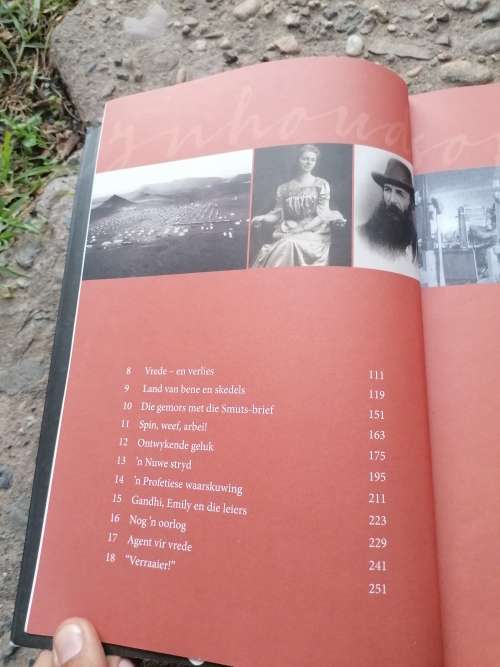 8 Vrede – en verlies 111
9 Land van bene en skedels 119
10 Die gemors met die Smuts-brief 151
11 Spin, weef, arbei! 163
12 Ontwykende geluk 175
13 'n Nuwe stryd 195
14 'n Profetiese waarskuwing 211
15 Gandhi, Emily en die leiers 223
16 Nog 'n oorlog 229
17 Agent vir vrede 241
18 "Verraaier!" 251